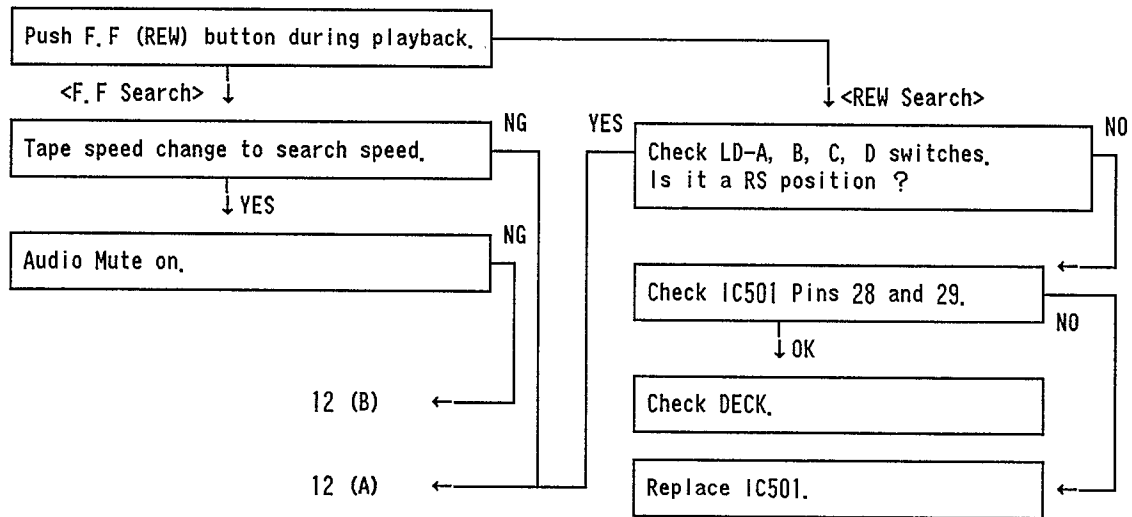 Push F.F (REW) button during playback.
<F.F Search>
<REW Search>
Tape speed change to search speed.
NG
YES
Check LD-A, B, C, D switches.
Is it a RS position ?
NO
YES
Audio Mute on.
NG
Check IC501 Pins 28 and 29.
NO
OK
12 (B)
Check DECK.
12 (A)
Replace IC501.